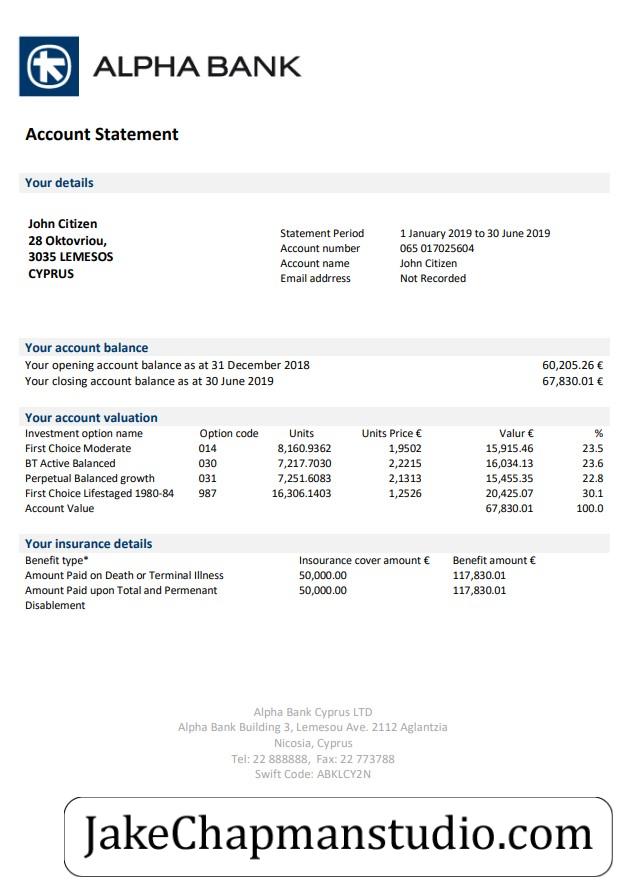 ALPHA BANK
Account Statement
Your details
John Citizen
28 Oktovriou,
3035 LEMESOS
CYPRUS
Statement Period 1 January 2019 to 30 June 2019
Account number 065 017025604
Account name John Citizen
Email addrress Not Recorded
Your account balance
Your opening account balance as at 31 December 2018 60,205.26 €
Your closing account balance as at 30 June 2019 67,830.01 €
Your account valuation
Investment option name Option code Units Units Price € Valur € %
First Choice Moderate 014 8,160.9362 1,9502 15,915.46 23.5
BT Active Balanced 030 7,217.7030 2,2215 16,034.13 23.6
Perpetual Balanced growth 031 7,251.6083 2,1313 15,455.35 22.8
First Choice Lifestaged 1980-84 987 16,306.1403 1,2526 20,425.07 30.1
Account Value 67,830.01 100.0
Your insurance details
Benefit type* Insourance cover amount € Benefit amount €
Amount Paid on Death or Terminal Illness 50,000.00 117,830.01
Amount Paid upon Total and Permenant 50,000.00 117,830.01
Disablement
Alpha Bank Cyprus LTD
Alpha Bank Building 3, Lemesou Ave. 2112 Aglantzia
Nicosia, Cyprus
Tel: 22 888888, Fax: 22 773788
Swift Code: ABKLCY2N
JakeChapmanstudio.com